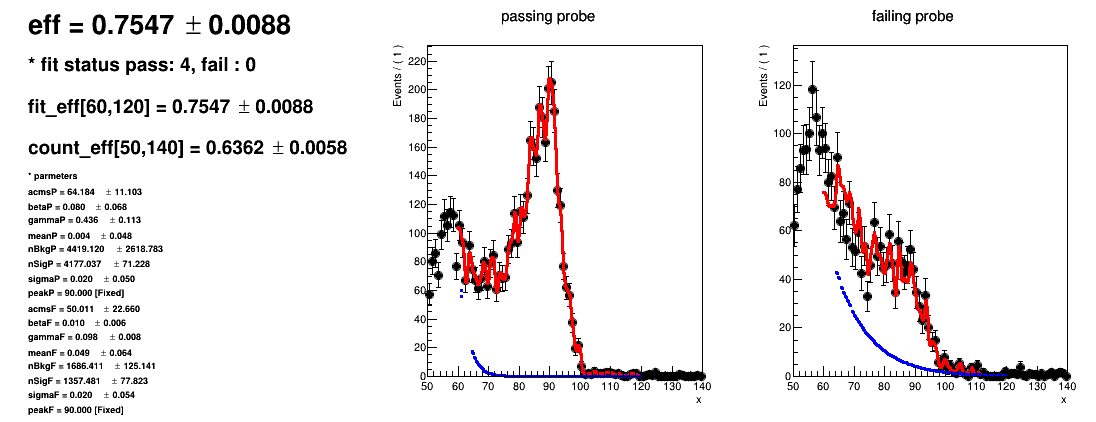 eff = 0.7547 ± 0.0088
* fit status pass: 4, fail : 0
fit_eff[60,120] = 0.7547 ± 0.0088
count_eff[50,140] = 0.6362 ± 0.0058
* parmeters
acmsP = 64.184 ± 11.103
betaP = 0.080 ± 0.068
gammaP = 0.436 ± 0.113
meanP = 0.004 ± 0.048
nBkgP = 4419.120 ± 2618.783
nSigP = 4177.037 ± 71.228
sigmaP = 0.020 ± 0.050
peakP = 90.000 [Fixed]
acmsF = 50.011 ± 22.660
betaF = 0.010 ± 0.006
gammaF = 0.098 ± 0.008
meanF = 0.049 ± 0.064
nBkgF = 1686.411 ± 125.141
nSigF = 1357.481 ± 77.823
sigmaF = 0.020 ± 0.054
peakF = 90.000 [Fixed]
passing probe
Events / ( 1 )
220
200
180
160
140
120
100
80
60
40
20
0
50 60 70 80 90 100 110 120 130 140
x
failing probe
Events / ( 1 )
120
100
80
60
40
20
0
50 60 70 80 90 100 110 120 130 140
x